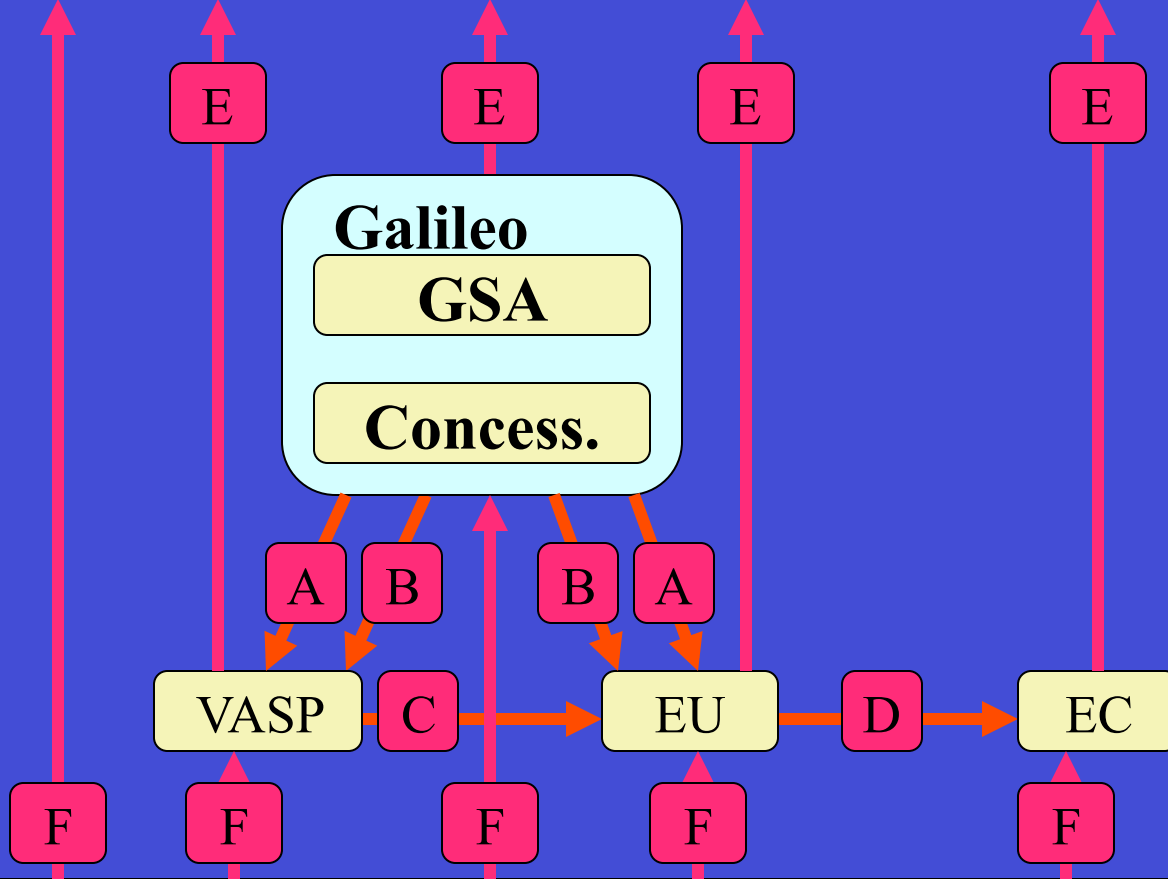 E E E E
Galileo
GSA
Concess.
A B B A
VASP C EU D EC
F F F F F